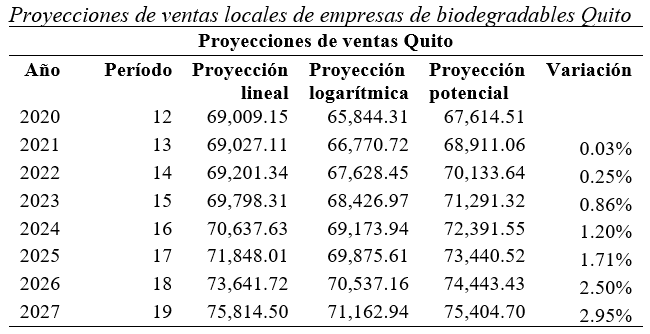 Proyecciones de ventas locales de empresas de biodegradables Quito
Proyecciones de ventas Quito
Año Período Proyección Proyección Proyección Variación
lineal logarítmica potencial
2020 12 69,009.15 65,844.31 67,614.51
2021 13 69,027.11 66,770.72 68,911.06 0.03%
2022 14 69,201.34 67,628.45 70,133.64 0.25%
2023 15 69,798.31 68,426.97 71,291.32 0.86%
2024 16 70,637.63 69,173.94 72,391.55 1.20%
2025 17 71,848.01 69,875.61 73,440.52 1.71%
2026 18 73,641.72 70,537.16 74,443.43 2.50%
2027 19 75,814.50 71,162.94 75,404.70 2.95%